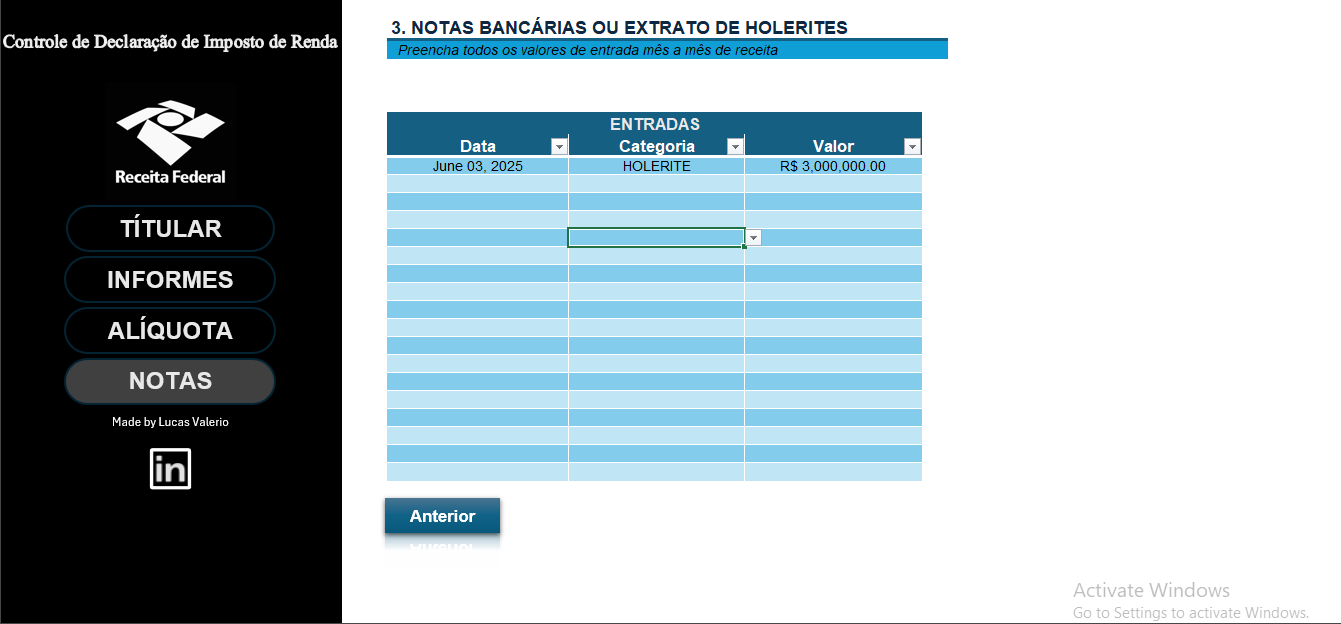 Controle de Declaração de Imposto de Renda
Receita Federal
TÍTULAR
INFORMES
ALÍQUOTA
NOTAS
Made by Lucas Valerio
in
3. NOTAS BANCÁRIAS OU EXTRATO DE HOLERITES
Preencha todos os valores de entrada mês a mês de receita
ENTRADAS
Data Categoria Valor
June 03, 2025 HOLERITE R$ 3,000,000.00
Anterior
Activate Windows
Go to Settings to activate Windows.